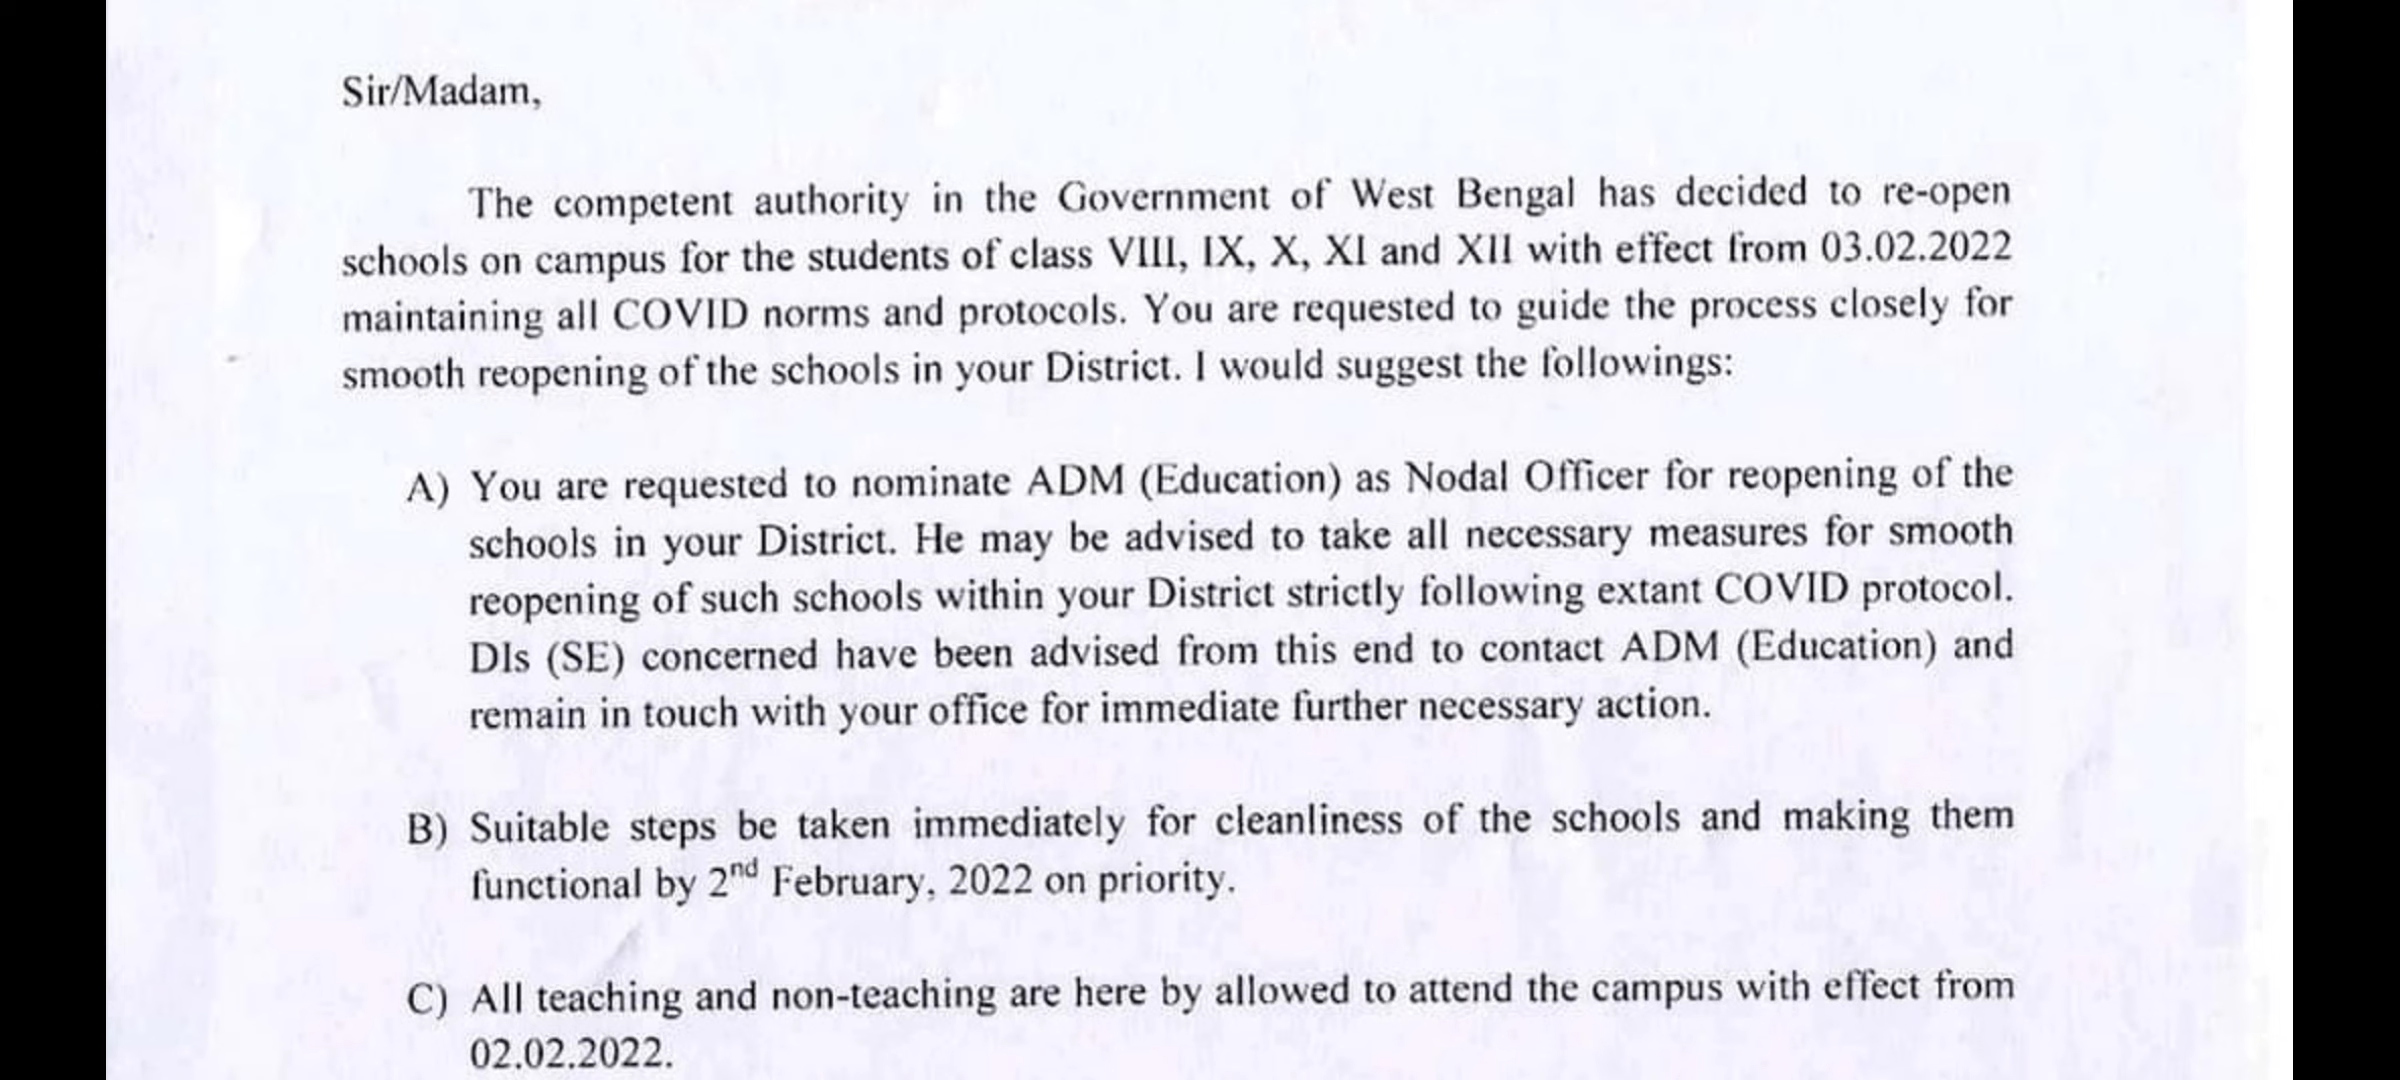 Sir/Madam,
The competent authority in the Government of West Bengal has decided to re-open
schools on campus for the students of class VIII, IX, X, XI and XII with effect from 03.02.2022
maintaining all COVID norms and protocols. You are requested to guide the process closely for
smooth reopening of the schools in your District. I would suggest the followings:
A) You are requested to nominate ADM (Education) as Nodal Officer for reopening of the
schools in your District. He may be advised to take all necessary measures for smooth
reopening of such schools within your District strictly following extant COVID protocol.
DIs (SE) concerned have been advised from this end to contact ADM (Education) and
remain in touch with your office for immediate further necessary action.
B) Suitable steps be taken immediately for cleanliness of the schools and making them
functional by 2nd February, 2022 on priority.
C) All teaching and non-teaching are here by allowed to attend the campus with effect from
02.02.2022.